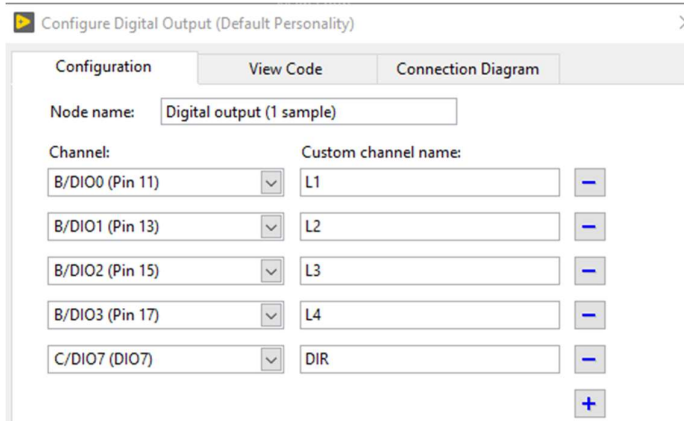 Configure Digital Output (Default Personality)
Configuration View Code Connection Diagram
Node name: Digital output (1 sample)
Channel: Custom channel name:
B/DIO0 (Pin 11) L1
B/DIO1 (Pin 13) L2
B/DIO2 (Pin 15) L3
B/DIO3 (Pin 17) L4
C/DIO7 (DIO7) DIR